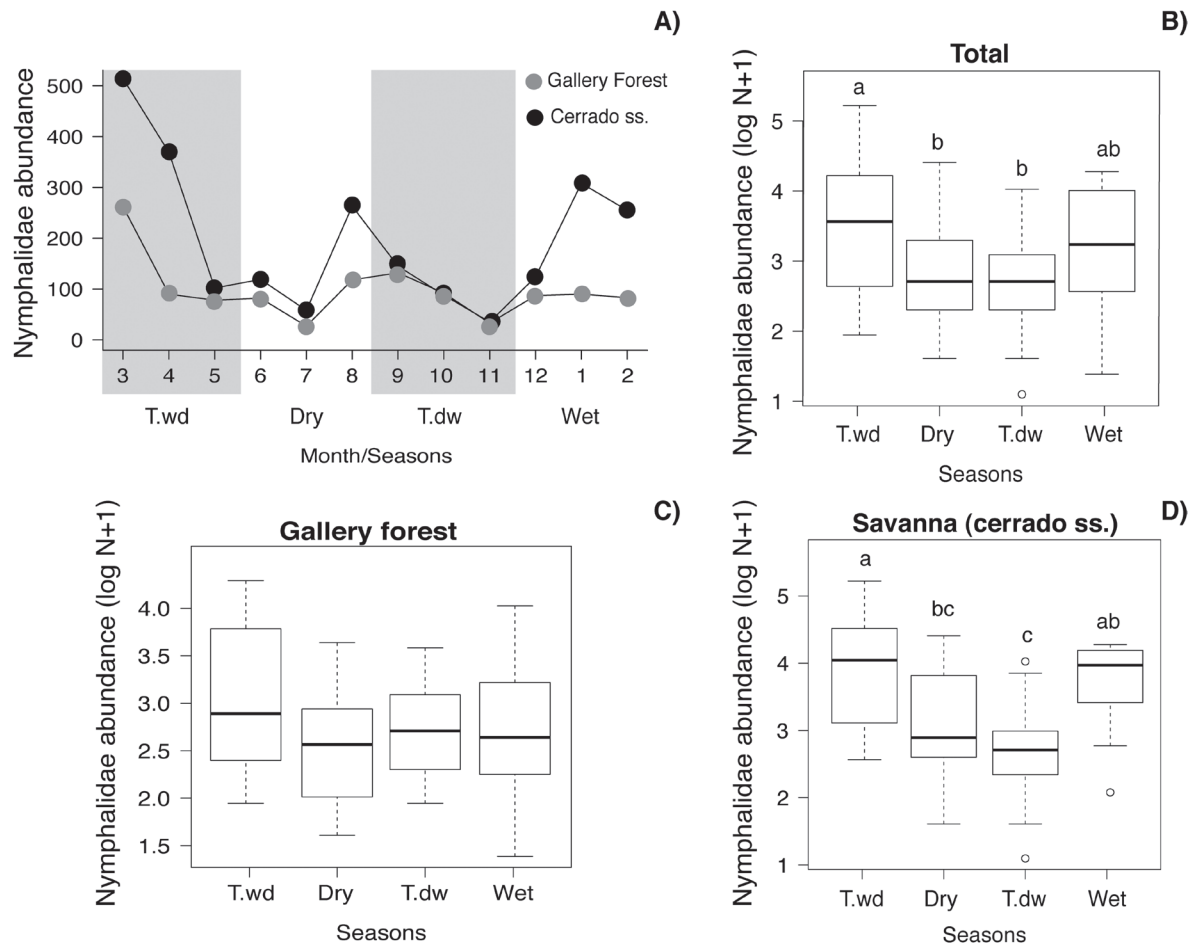 A)
Nymphalidae abundance
500
400
300
200
100
0
Gallery Forest
Cerrado ss.
3 4 5 6 7 8 9 10 11 12 1 2
T.wd Dry T.dw Wet
Month/Seasons
B)
Total
Nymphalidae abundance (log N+1)
5
4
3
2
1
a b b ab
T.wd Dry T.dw Wet
Seasons
C)
Gallery forest
Nymphalidae abundance (log N+1)
4.0
3.5
3.0
2.5
2.0
1.5
T.wd Dry T.dw Wet
Seasons
D)
Savanna (cerrado ss.)
Nymphalidae abundance (log N+1)
5
4
3
2
1
a bc c ab
T.wd Dry T.dw Wet
Seasons